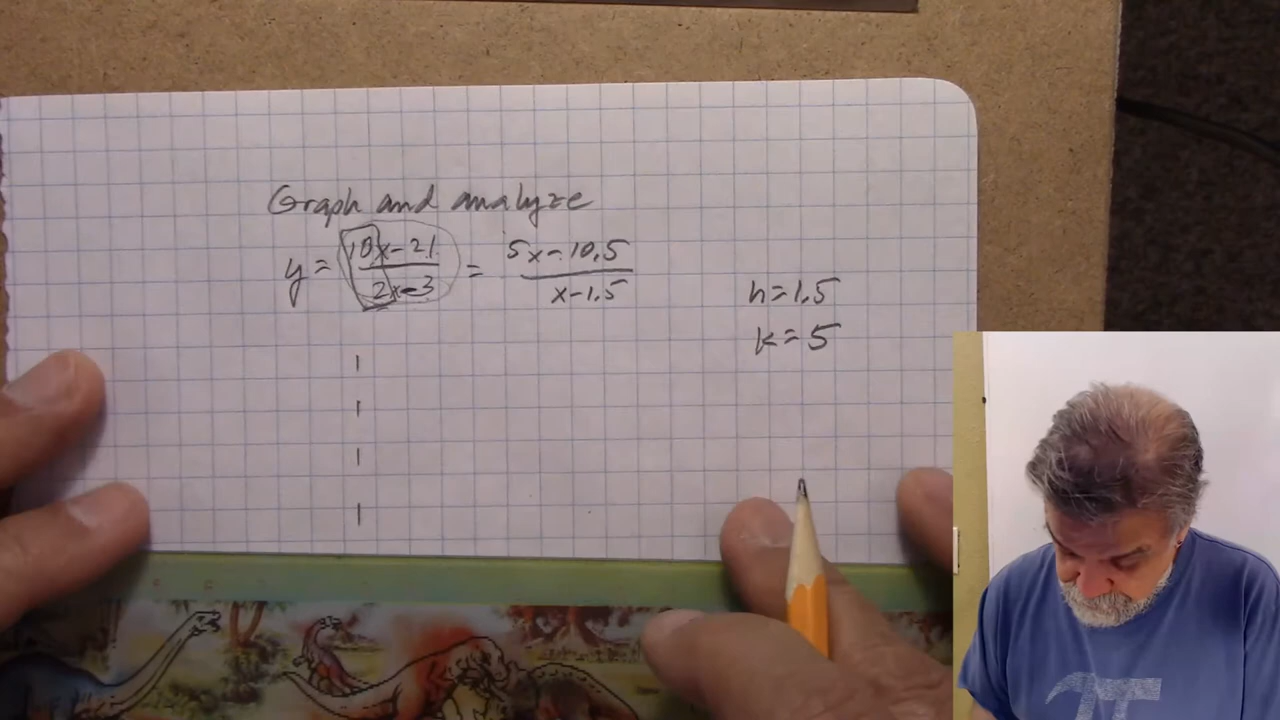 Graph and analyze
y = 10x-21/2x-3 = 5x-10.5/x-1.5
h=1.5
k=5